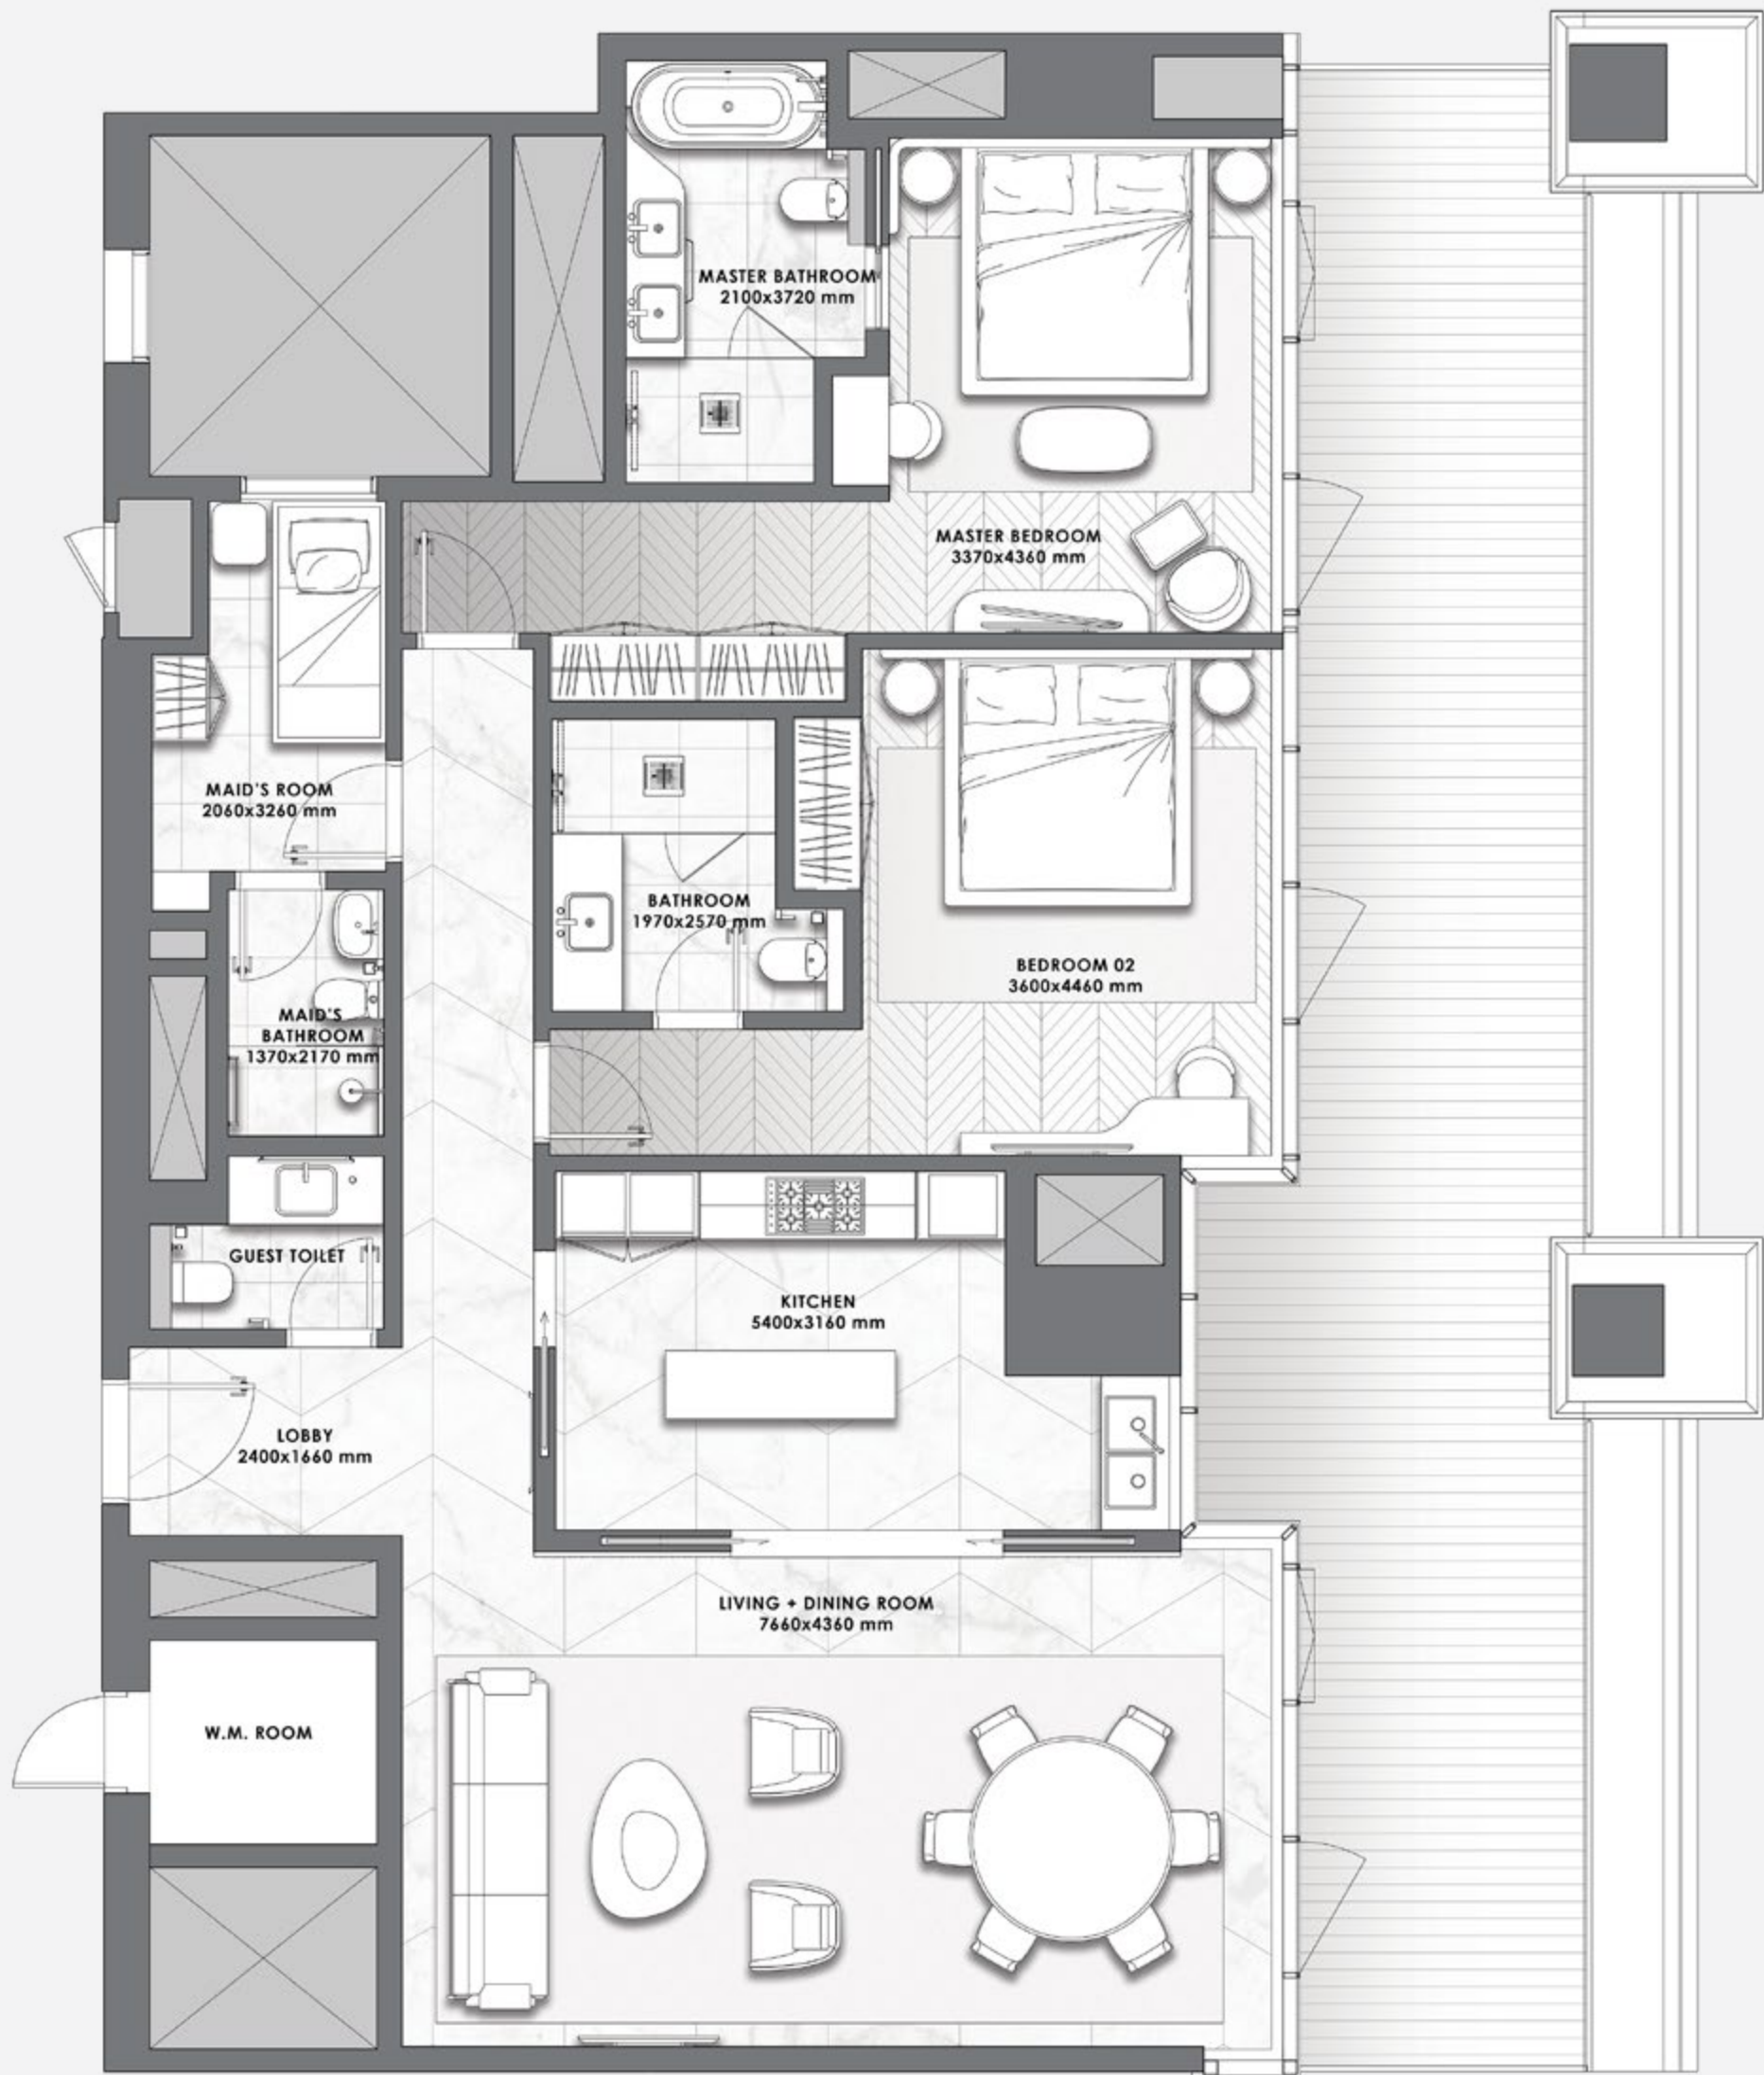 MASTER BATHROOM
2100x3720 mm
MASTER BEDROOM
3370x4360 mm
MAID'S ROOM
2060x3260 mm
BATHROOM
1970x2570 mm
BEDROOM 02
3600x4460 mm
MAID'S
BATHROOM
1370x2170 mm
GUEST TOILET
KITCHEN
5400x3160 mm
LOBBY
2400x1660 mm
LIVING + DINING ROOM
7660x4360 mm
W.M. ROOM